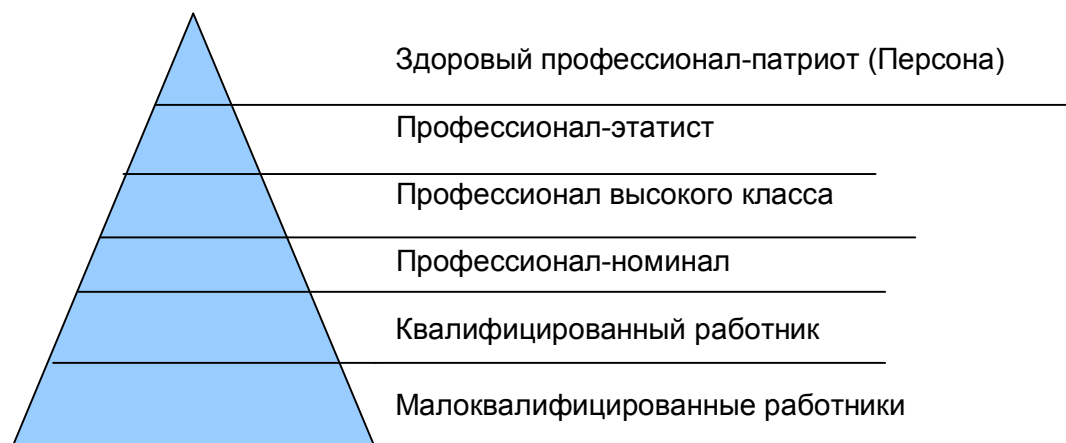 Здоровый профессионал-патриот (Персона)
Профессионал-этатист
Профессионал высокого класса
Профессионал-номинал
Квалифицированный работник
Малоквалифицированные работники